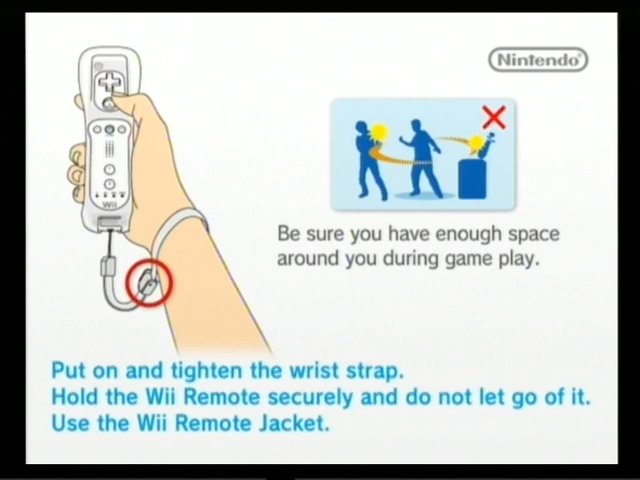 Nintendo®
Be sure you have enough space
around you during game play.
Wii
Put on and tighten the wrist strap.
Hold the Wii Remote securely and do not let go of it.
Use the Wii Remote Jacket.